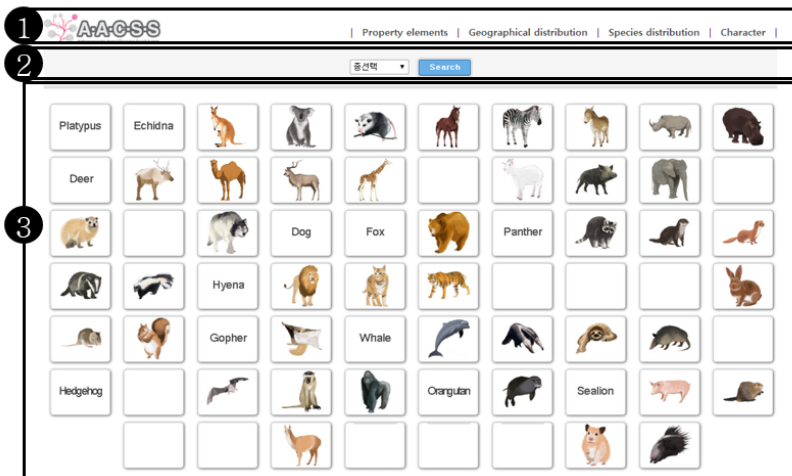 1
A·A·C·S·S
| Property elements | Geographical distribution | Species distribution | Character |
2
종선택 Search
3
Platypus Echidna
Deer
Dog Fox Panther
Hyena
Gopher Whale
Hedgehog Orangutan Sealion